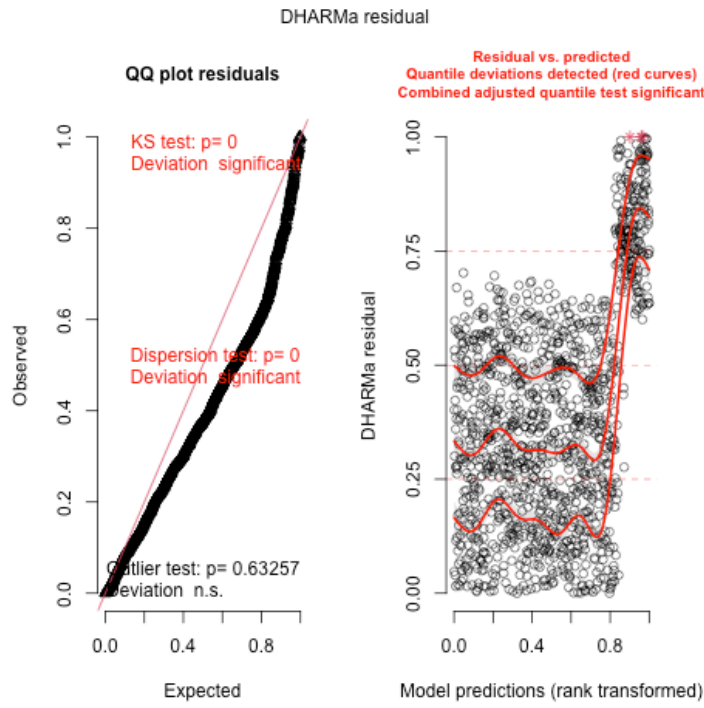 DHARMa residual
QQ plot residuals
KS test: p= 0
Deviation significant
Dispersion test: p= 0
Deviation significant
Outlier test: p= 0.63257
Deviation n.s.
Observed
0.0 0.2 0.4 0.6 0.8 1.0
0.0 0.4 0.8
Expected
Residual vs. predicted
Quantile deviations detected (red curves)
Combined adjusted quantile test significant
DHARMa residual
0.00 0.25 0.50 0.75 1.00
0.0 0.4 0.8
Model predictions (rank transformed)